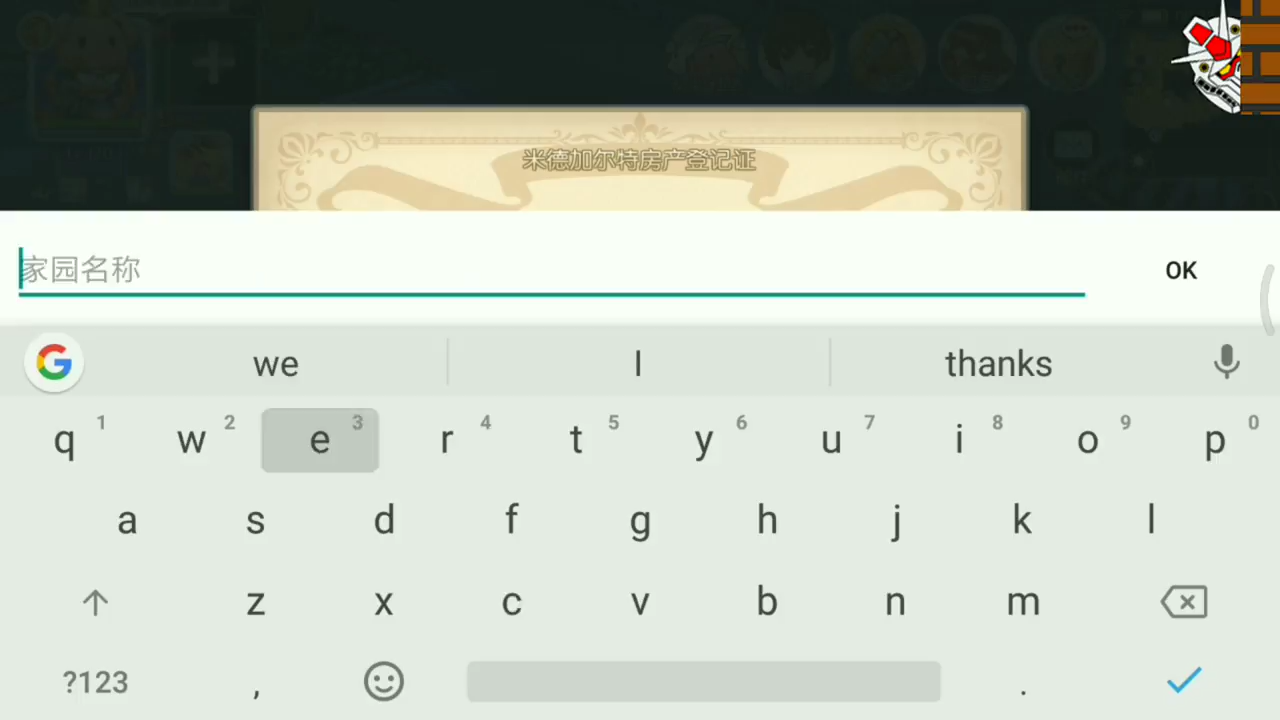 米德加尔特房产登记证
家园名称
OK
we
I
thanks
q 1 w 2 e 3 r 4 t 5 y 6 u 7 i 8 o 9 p 0
a s d f g h j k l
z x c v b n m
?123 , .